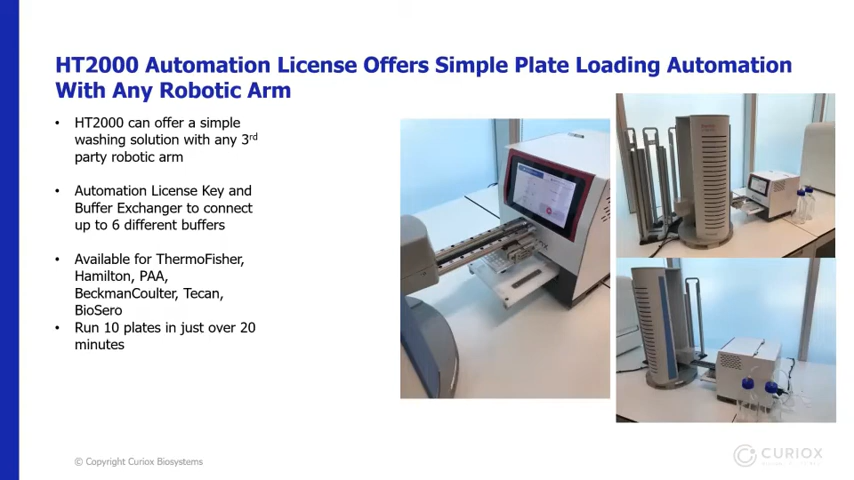 HT2000 Automation License Offers Simple Plate Loading Automation
With Any Robotic Arm
• HT2000 can offer a simple
washing solution with any 3rd
party robotic arm
• Automation License Key and
Buffer Exchanger to connect
up to 6 different buffers
• Available for ThermoFisher,
Hamilton, PAA,
BeckmanCoulter, Tecan,
BioSero
• Run 10 plates in just over 20
minutes
© Copyright Curiox Biosystems
CURIOX